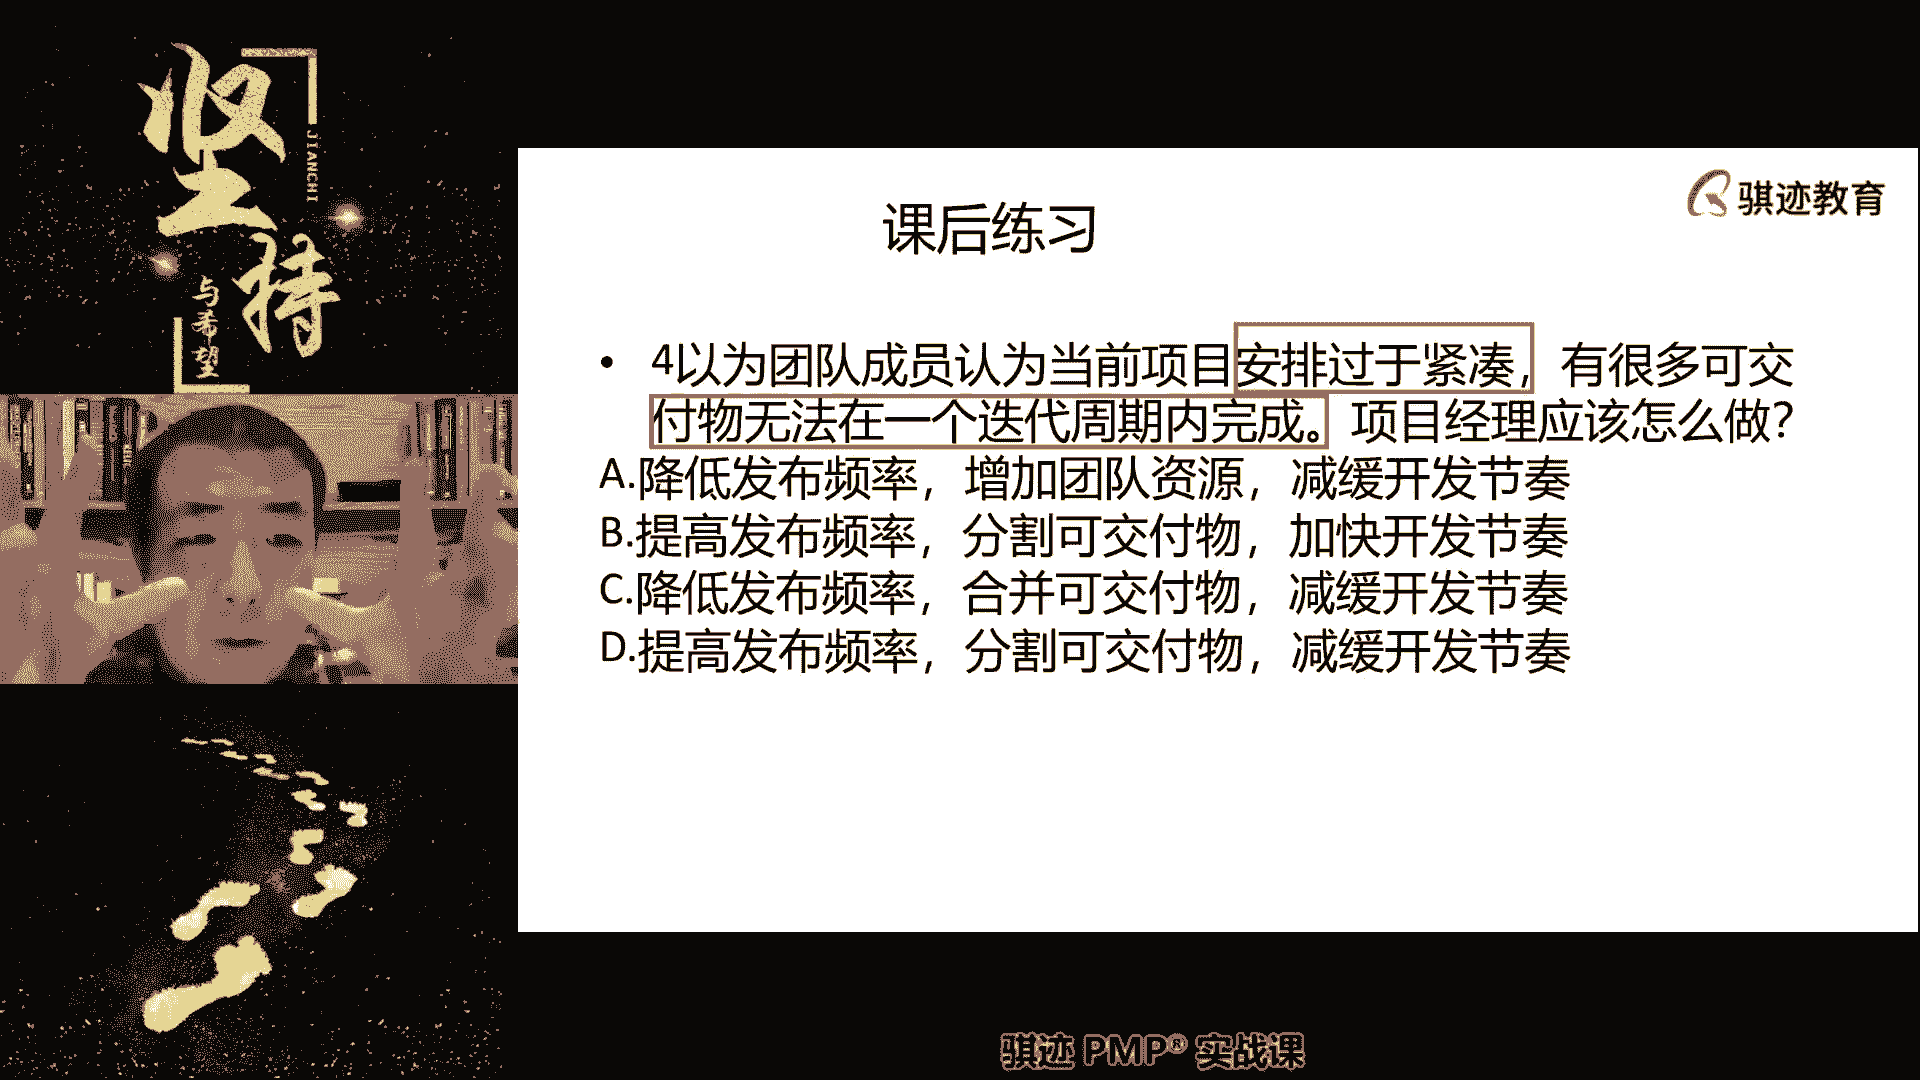 坚持
JIANCHI
与希望
骐迹教育
课后练习
• 4以为团队成员认为当前项目安排过于紧凑，有很多可交
付物无法在一个迭代周期内完成。项目经理应该怎么做？
A.降低发布频率，增加团队资源，减缓开发节奏
B.提高发布频率，分割可交付物，加快开发节奏
C.降低发布频率，合并可交付物，减缓开发节奏
D.提高发布频率，分割可交付物，减缓开发节奏
骐迹 PMP® 实战课